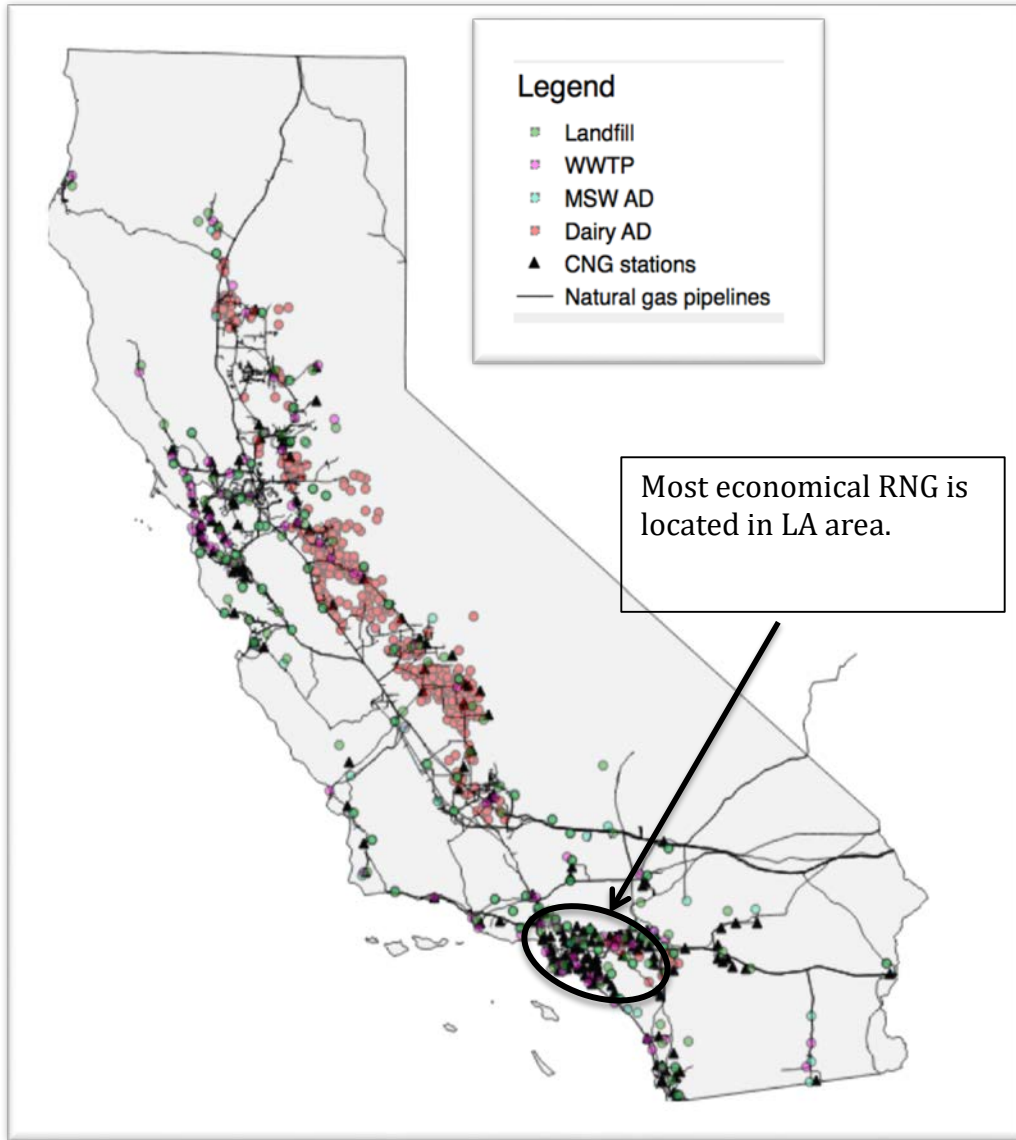 Legend
Landfill
WWTP
MSW AD
Dairy AD
CNG stations
Natural gas pipelines
Most economical RNG is
located in LA area.